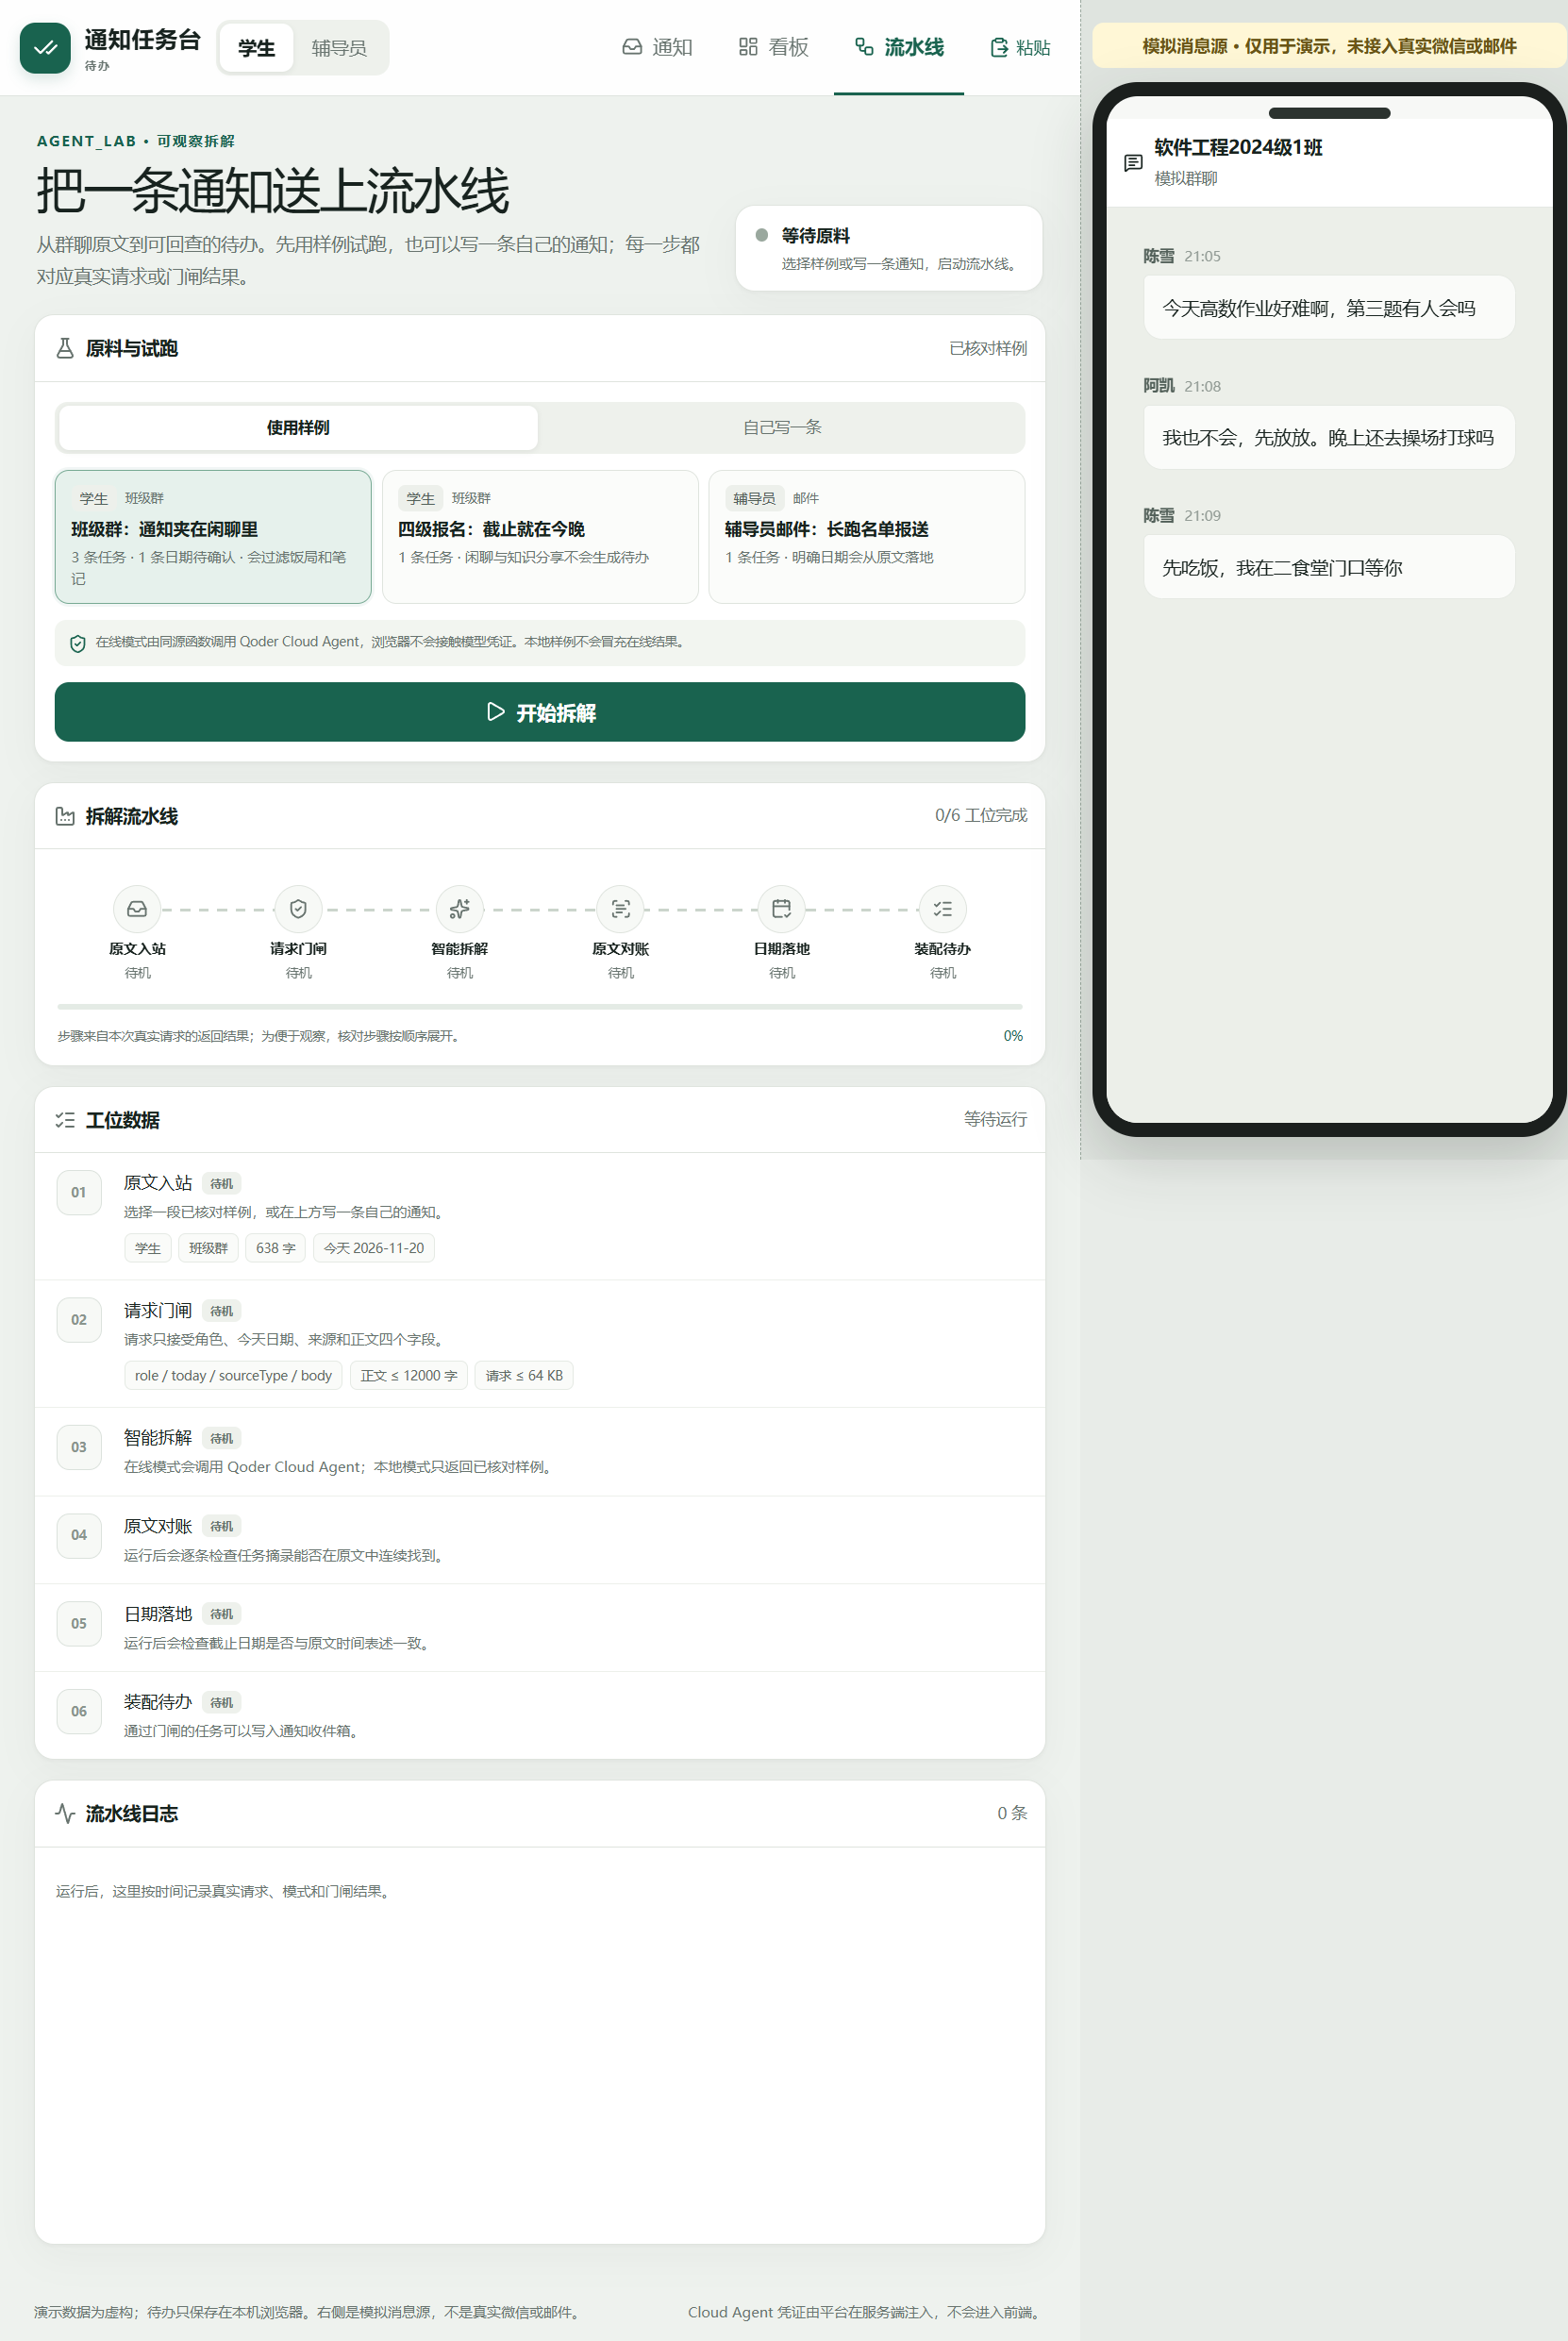 通知任务台
待办
学生
辅导员
通知
看板
流水线
粘贴
AGENT_LAB • 可观察拆解
把一条通知送上流水线
从群聊原文到可回查的待办。先用样例试跑，也可以写一条自己的通知；每一步都
对应真实请求或门闸结果。
等待原料
选择样例或写一条通知，启动流水线。
原料与试跑
已核对样例
使用样例
自己写一条
学生 班级群
班级群：通知夹在闲聊里
3 条任务 · 1 条日期待确认 · 会过滤饭局和笔
记
学生 班级群
四级报名：截止就在今晚
1 条任务 · 闲聊与知识分享不会生成待办
辅导员 邮件
辅导员邮件：长跑名单报送
1 条任务 · 明确日期会从原文落地
在线模式由同源函数调用 Qoder Cloud Agent，浏览器不会接触模型凭证。本地样例不会冒充在线结果。
开始拆解
拆解流水线
0/6 工位完成
原文入站
待机
请求门闸
待机
智能拆解
待机
原文对账
待机
日期落地
待机
装配待办
待机
步骤来自本次真实请求的返回结果；为便于观察，核对步骤按顺序展开。
0%
工位数据
等待运行
01
原文入站 待机
选择一段已核对样例，或在上方写一条自己的通知。
学生 班级群 638 字 今天 2026-11-20
02
请求门闸 待机
请求只接受角色、今天日期、来源和正文四个字段。
role / today / sourceType / body 正文 ≤ 12000 字 请求 ≤ 64 KB
03
智能拆解 待机
在线模式会调用 Qoder Cloud Agent；本地模式只返回已核对样例。
04
原文对账 待机
运行后会逐条检查任务摘录能否在原文中连续找到。
05
日期落地 待机
运行后会检查截止日期是否与原文时间表述一致。
06
装配待办 待机
通过门闸的任务可以写入通知收件箱。
流水线日志
0 条
运行后，这里按时间记录真实请求、模式和门闸结果。
演示数据为虚构；待办只保存在本机浏览器。右侧是模拟消息源，不是真实微信或邮件。
Cloud Agent 凭证由平台在服务端注入，不会进入前端。
模拟消息源 • 仅用于演示，未接入真实微信或邮件
软件工程2024级1班
模拟群聊
陈雪 21:05
今天高数作业好难啊，第三题有人会吗
阿凯 21:08
我也不会，先放放。晚上还去操场打球吗
陈雪 21:09
先吃饭，我在二食堂门口等你